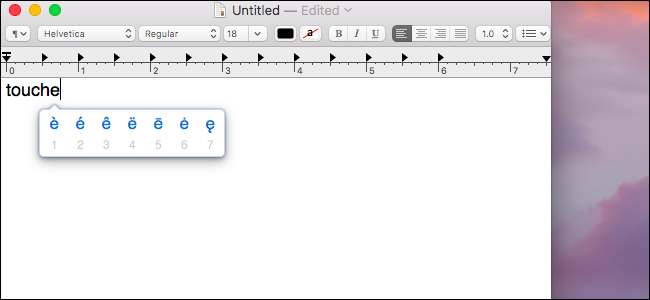 Untitled — Edited
¶ Helvetica Regular 18 a B I U 1.0
0 1 2 3 4 5 6 7
touche
è é ê ë ē ė ę
1 2 3 4 5 6 7